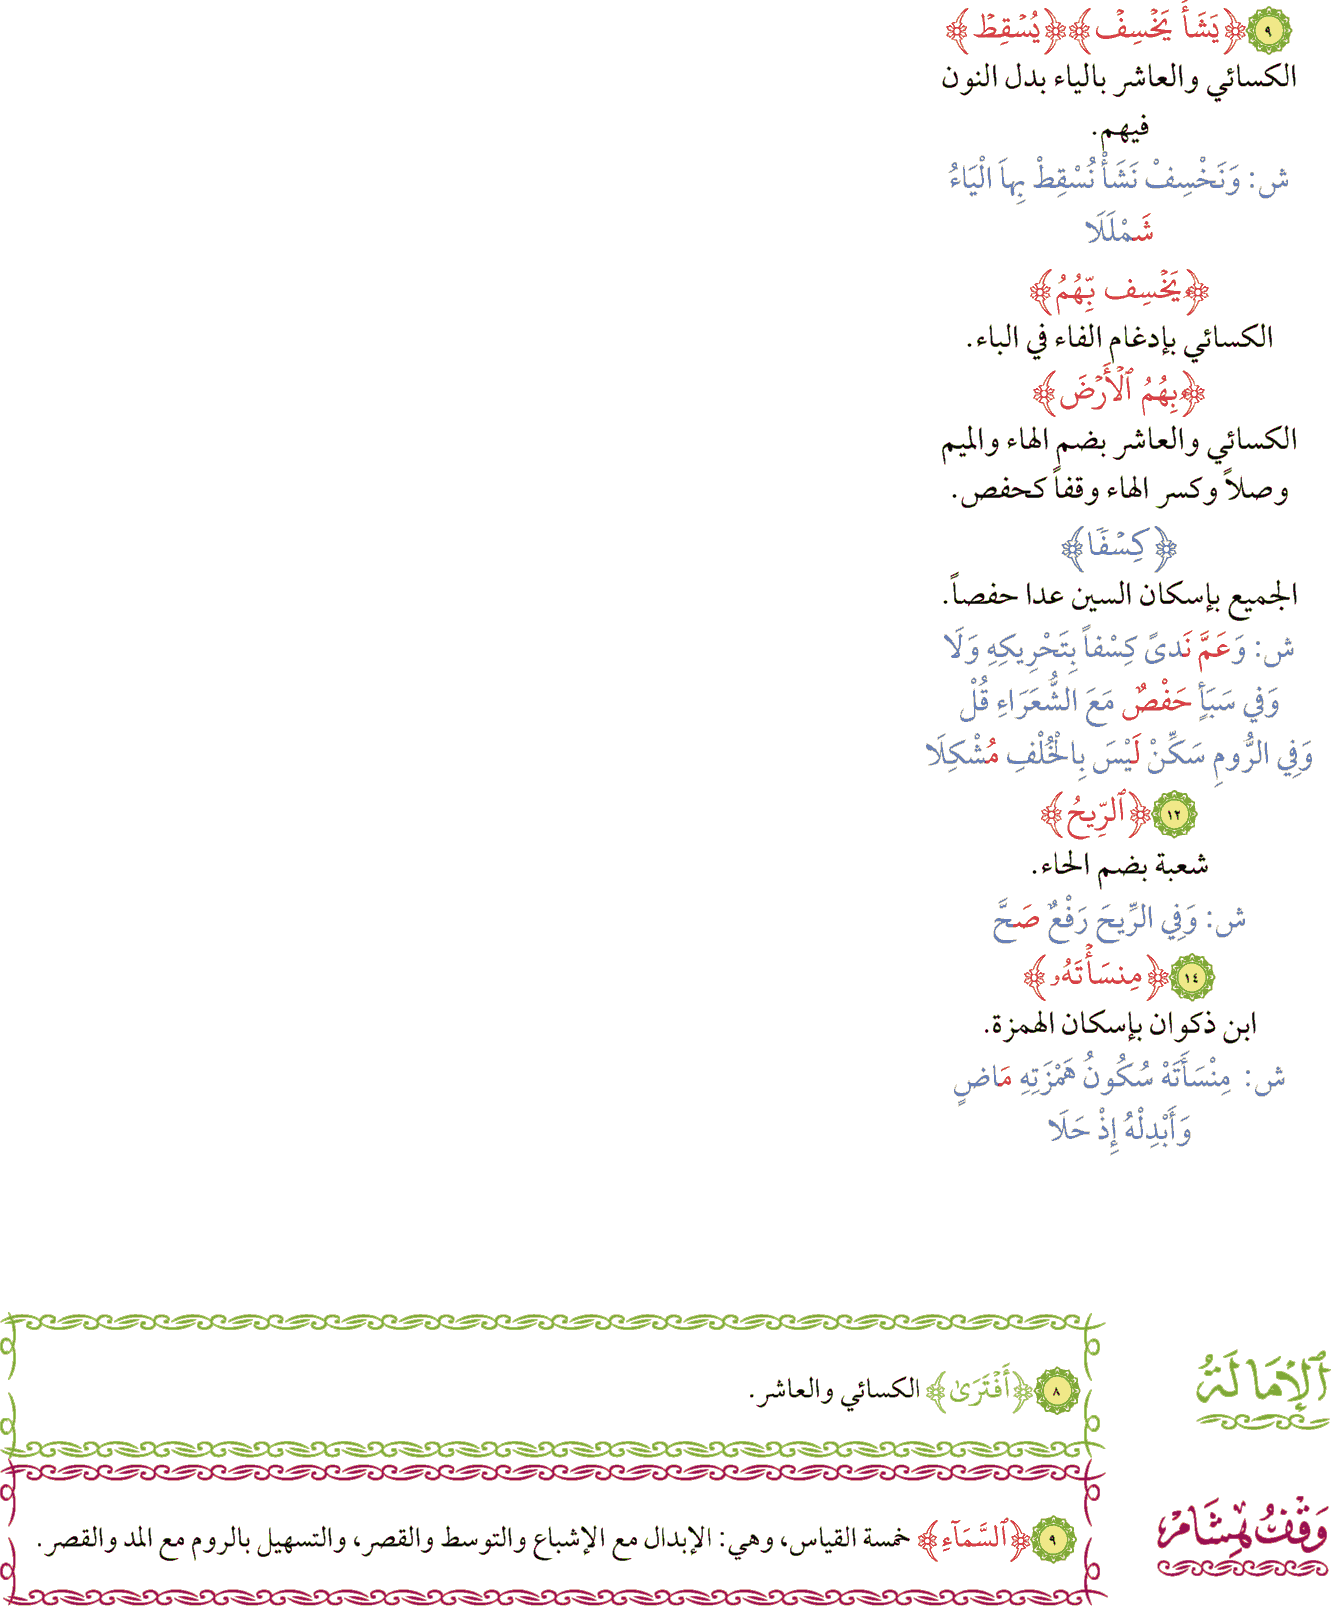 ٩ ﴿يَشَأْ يَخْسِفْ﴾﴿يُسْقِطْ﴾
الكسائي والعاشر بالياء بدل النون
فيهم.
ش: وَنَخْسِفْ نَشَأْ نُسْقِطْ بِهاَ الْيَاءُ
شَمْلَلَا
﴿يَخْسِف بِّهُمُ﴾
الكسائي بإدغام الفاء في الباء.
﴿بِهُمُ ٱلْأَرْضَ﴾
الكسائي والعاشر بضم الهاء والميم
وصلاً وكسر الهاء وقفاً كحفص.
﴿كِسْفًا﴾
الجميع بإسكان السين عدا حفصاً.
ش: وَعَمَّ نَدىً كِسْفاً بِتَحْرِيكِهِ وَلَا
وَفي سَبَأٍ حَفْصٌ مَعَ الشُّعَرَاءِ قُلْ
وَفِي الرُّومِ سَكِّنْ لَيْسَ بِالْخُلْفِ مُشْكِلَا
١٢ ﴿ٱلرِّيحُ﴾
شعبة بضم الحاء.
ش: وَفِي الرِّيحَ رَفْعٌ صَحَّ
١٤ ﴿مِنسَأْتَهُۥ﴾
ابن ذكوان بإسكان الهمزة.
ش: مِنْسَأَتَهْ سُكُونُ هَمْزَتِهِ مَاضٍ
وَأَبْدِلْهُ إِذْ حَلَا
ٱلْإِمَالَةُ
٨ ﴿أَفْتَرَىٰ﴾ الكسائي والعاشر.
وَقْفُ هِشَامْ
٩ ﴿ٱلسَّمَآءِ﴾ خمسة القياس، وهي: الإبدال مع الإشباع والتوسط والقصر، والتسهيل بالروم مع المد والقصر.